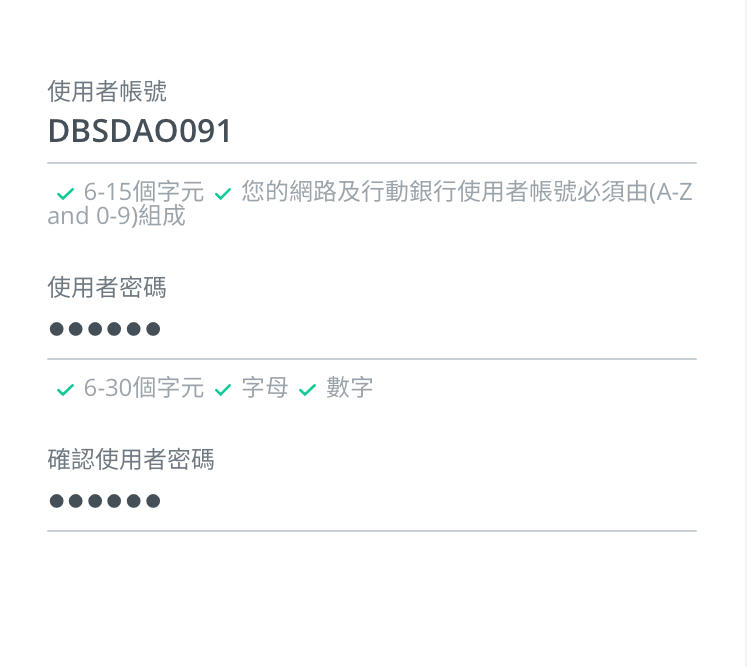 使用者帳號
DBSDAO091
6-15個字元 您的網路及行動銀行使用者帳號必須由(A-Z
and 0-9)組成
使用者密碼
●●●●●●
6-30個字元 字母 數字
確認使用者密碼
●●●●●●